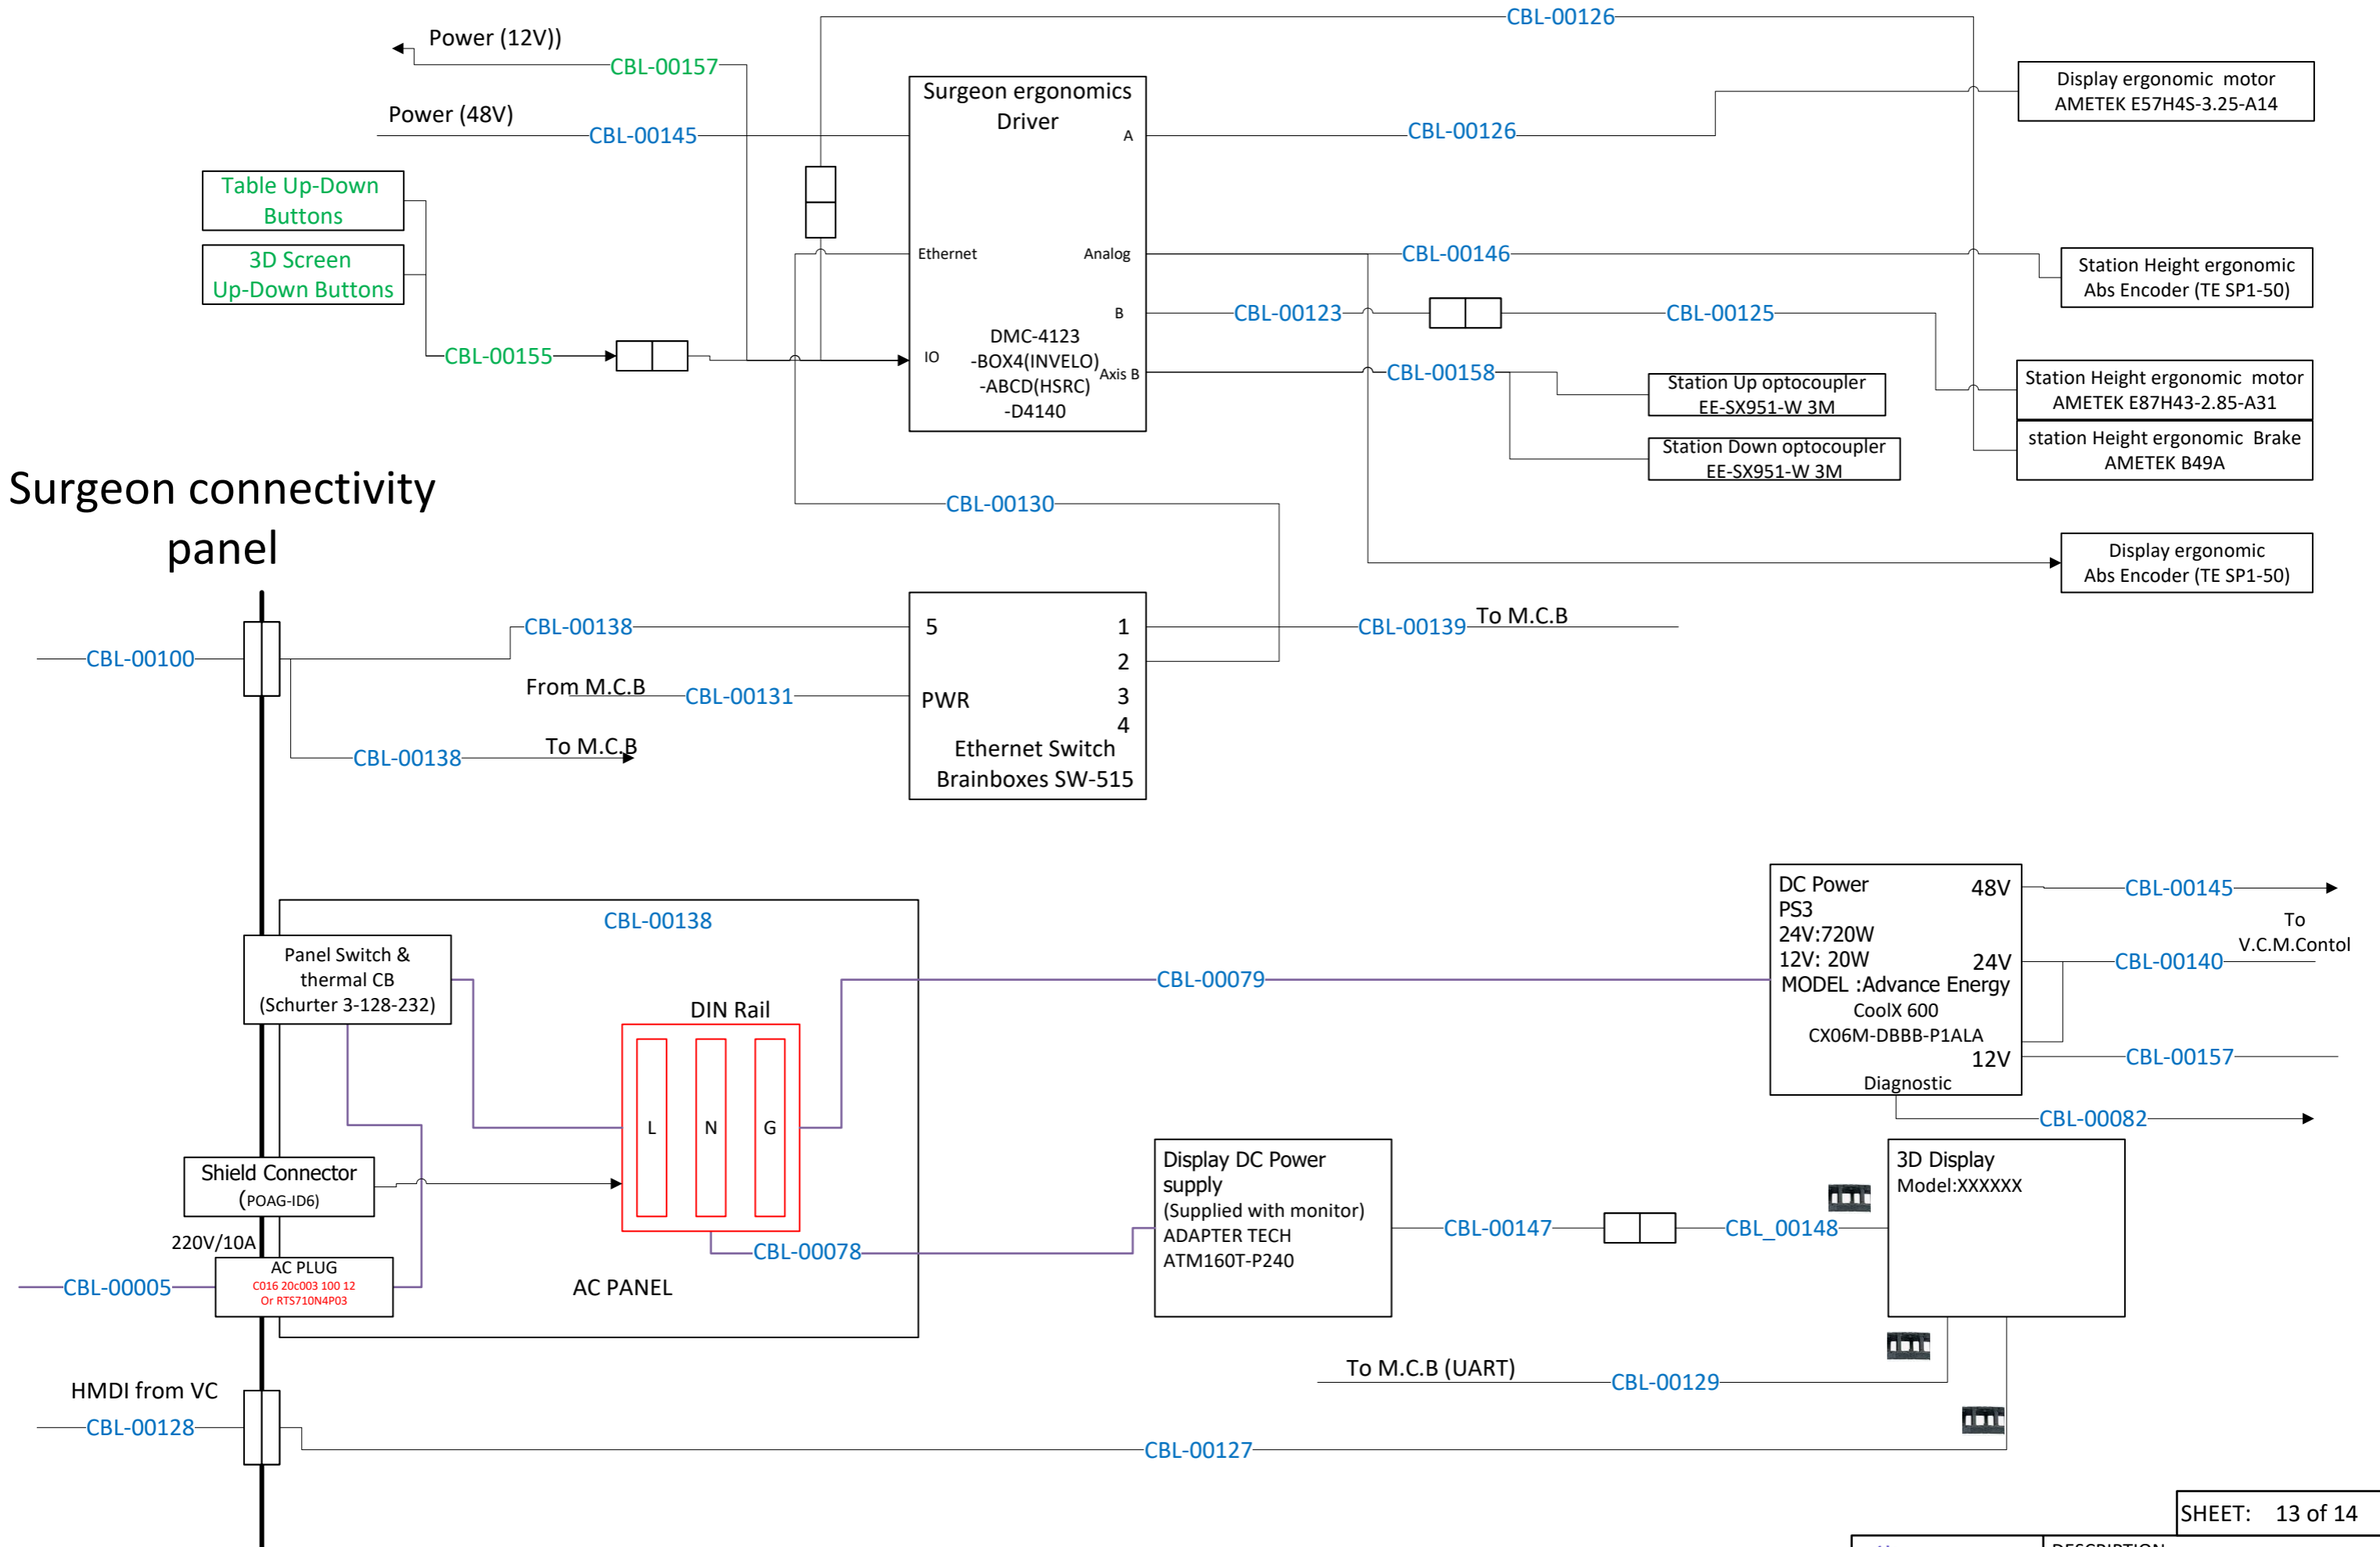 CBL-00126
Power (12V))
CBL-00157
Power (48V)
CBL-00145
Surgeon ergonomics
Driver
A
CBL-00126
Display ergonomic motor
AMETEK E57H4S-3.25-A14
Table Up-Down
Buttons
3D Screen
Up-Down Buttons
CBL-00155
Ethernet
Analog
B
IO
Axis B
DMC-4123
-BOX4(INVELO)
-ABCD(HSRC)
-D4140
CBL-00146
Station Height ergonomic
Abs Encoder (TE SP1-50)
CBL-00123
CBL-00125
CBL-00158
Station Up optocoupler
EE-SX951-W 3M
Station Down optocoupler
EE-SX951-W 3M
Station Height ergonomic motor
AMETEK E87H43-2.85-A31
station Height ergonomic Brake
AMETEK B49A
Surgeon connectivity
panel
CBL-00130
Display ergonomic
Abs Encoder (TE SP1-50)
CBL-00100
CBL-00138
From M.C.B
CBL-00131
CBL-00138
To M.C.B
5
PWR
1
2
3
4
Ethernet Switch
Brainboxes SW-515
CBL-00139
To M.C.B
CBL-00138
Panel Switch &
thermal CB
(Schurter 3-128-232)
DIN Rail
L
N
G
CBL-00079
DC Power
PS3
24V:720W
12V: 20W
MODEL :Advance Energy
CoolX 600
CX06M-DBBB-P1ALA
48V
24V
12V
Diagnostic
CBL-00145
To
V.C.M.Contol
CBL-00140
CBL-00157
CBL-00082
Shield Connector
(POAG-ID6)
220V/10A
AC PLUG
C016 20c003 100 12
Or RTS710N4P03
CBL-00005
CBL-00078
AC PANEL
Display DC Power
supply
(Supplied with monitor)
ADAPTER TECH
ATM160T-P240
CBL-00147
CBL_00148
3D Display
Model:XXXXXX
To M.C.B (UART)
CBL-00129
HMDI from VC
CBL-00128
CBL-00127
SHEET: 13 of 14
DESCRIPTION